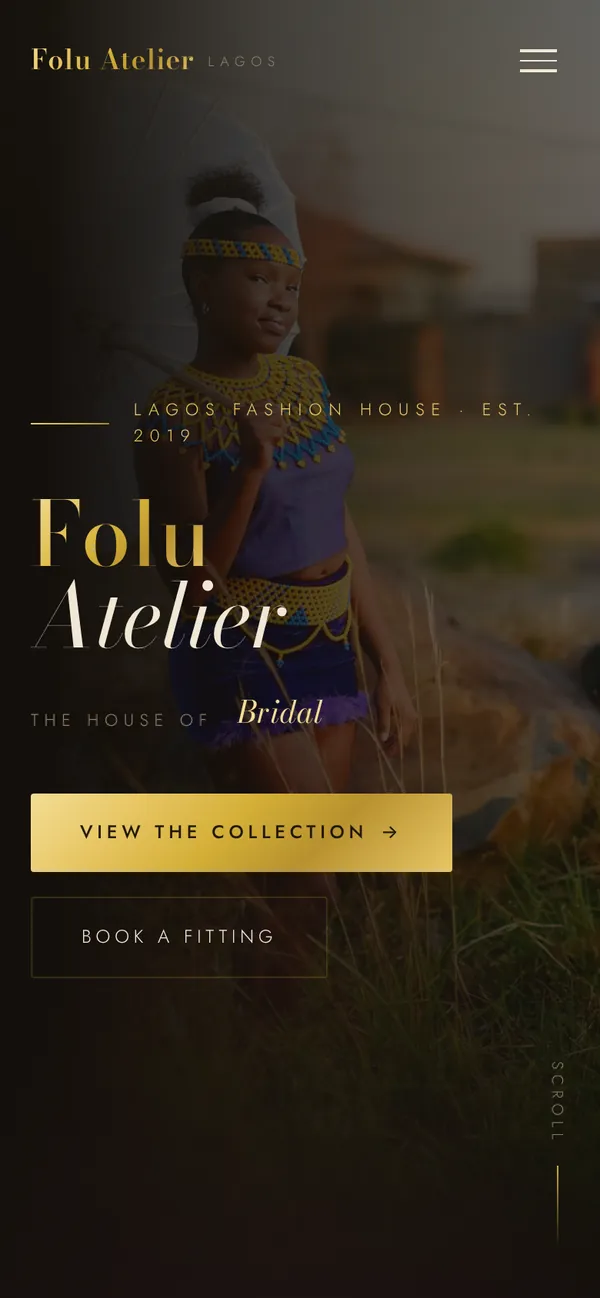 Folu Atelier LAGOS
LAGOS FASHION HOUSE · EST.
2019
Folu
Atelier
THE HOUSE OF Bridal
VIEW THE COLLECTION →
BOOK A FITTING
SCROLL